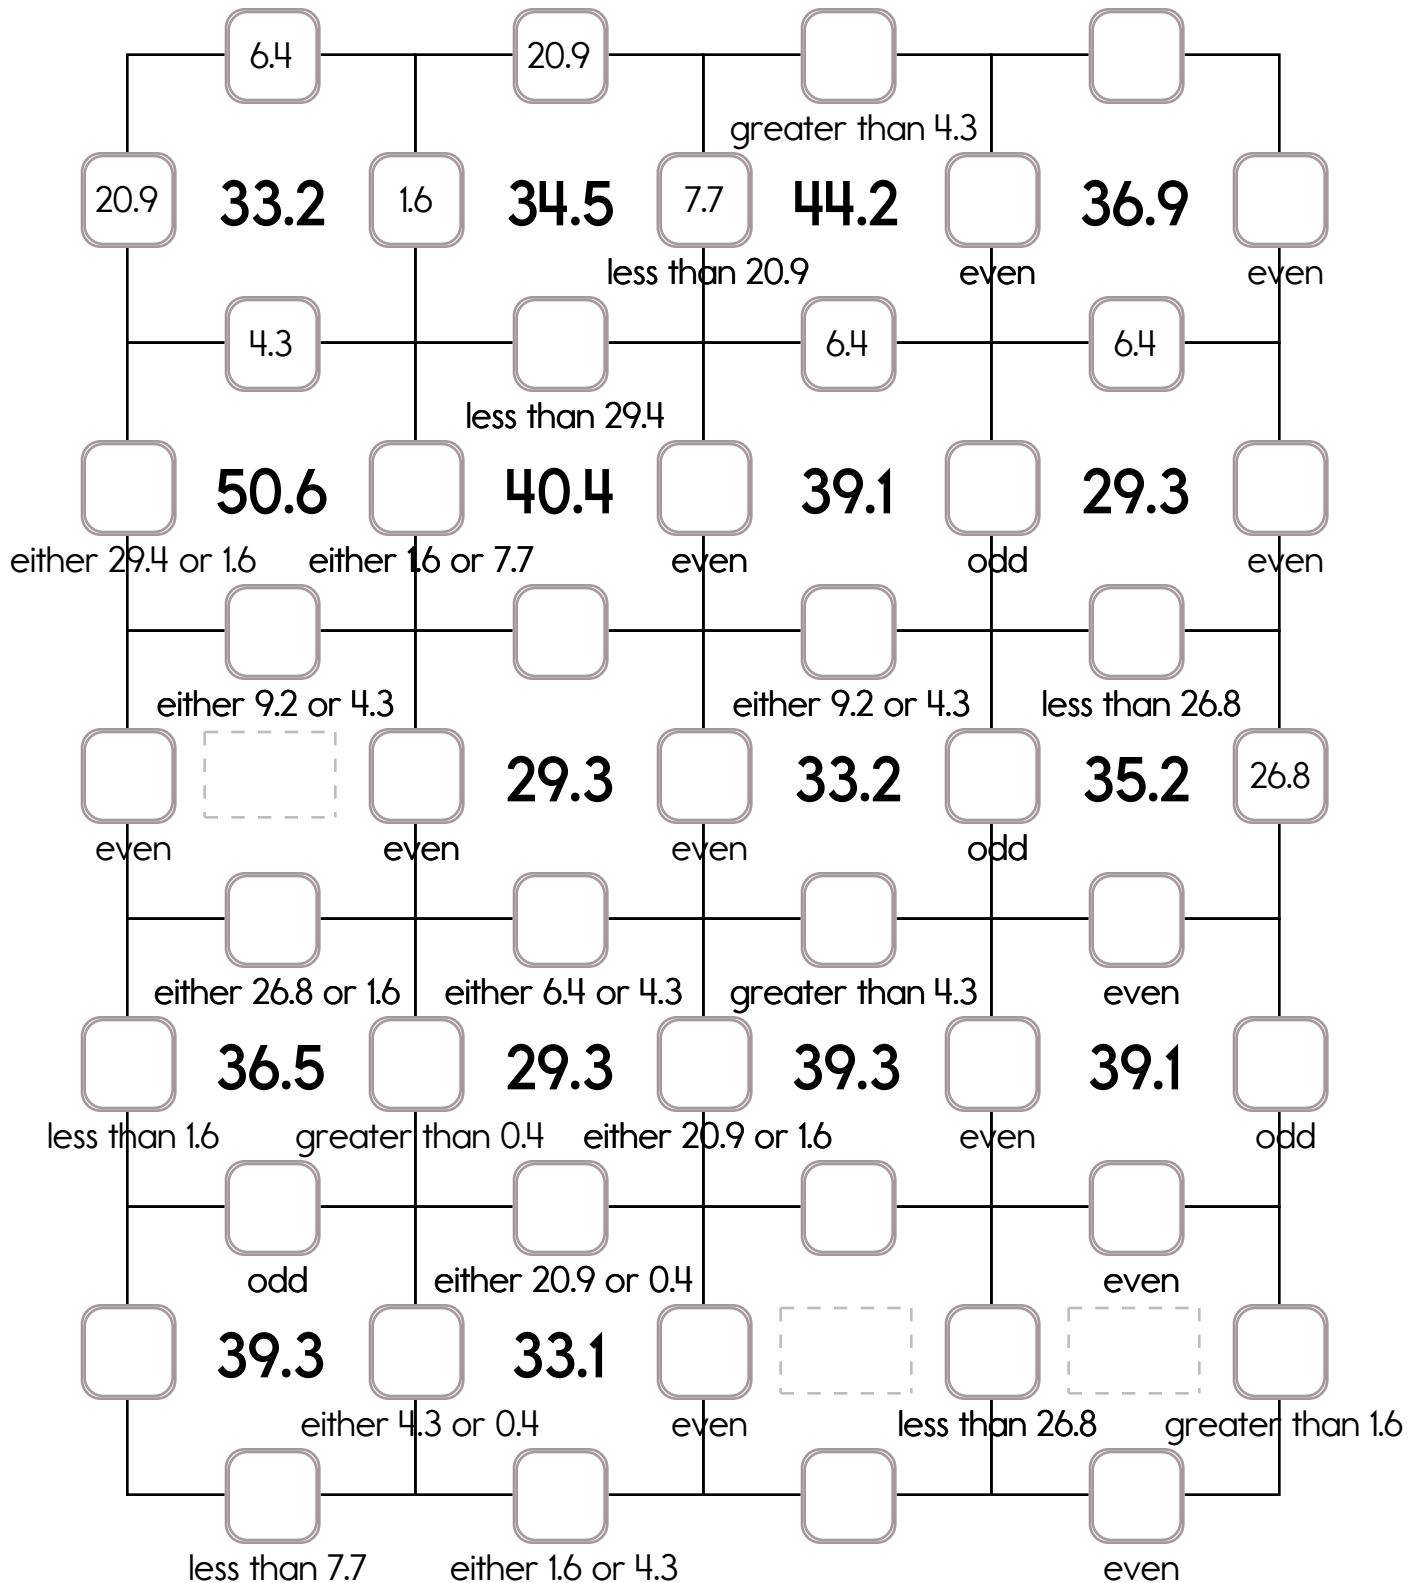 6.4 20.9
greater than 4.3
20.9 33.2 1.6 34.5 7.7 44.2 36.9
less than 20.9 even even
4.3 6.4 6.4
less than 29.4
50.6 40.4 39.1 29.3
either 29.4 or 1.6 either 1.6 or 7.7 even odd even
either 9.2 or 4.3 either 9.2 or 4.3 less than 26.8
29.3 33.2 35.2 26.8
even even even odd
either 26.8 or 1.6 either 6.4 or 4.3 greater than 4.3 even
36.5 29.3 39.3 39.1
less than 1.6 greater than 0.4 either 20.9 or 1.6 even odd
odd either 20.9 or 0.4 even
39.3 33.1
either 4.3 or 0.4 even less than 26.8 greater than 1.6
less than 7.7 either 1.6 or 4.3 even